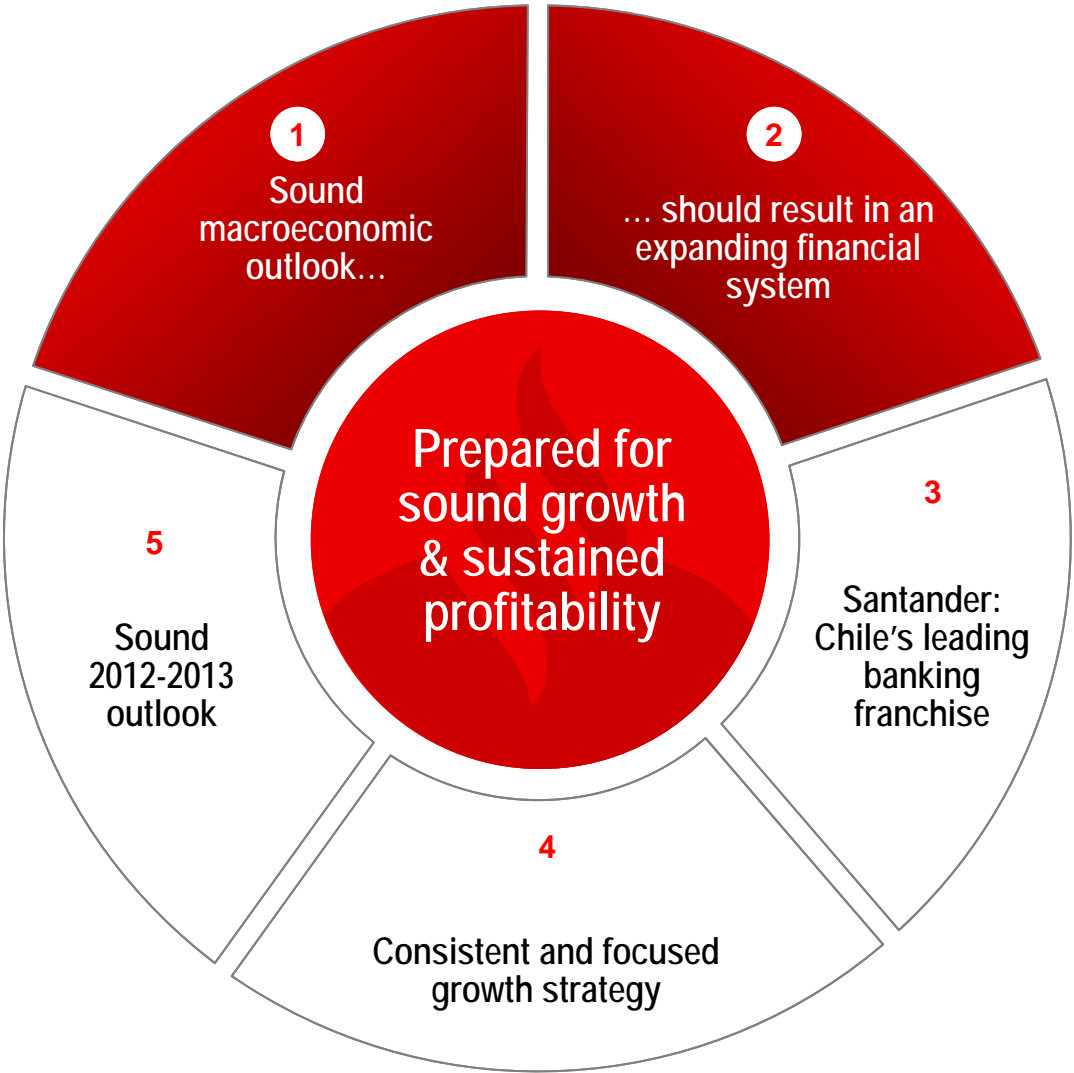 1
Sound
macroeconomic
outlook…
2
… should result in an
expanding financial
system
Prepared for
sound growth
& sustained
profitability
3
Santander:
Chile’s leading
banking
franchise
4
Consistent and focused
growth strategy
5
Sound
2012-2013
outlook